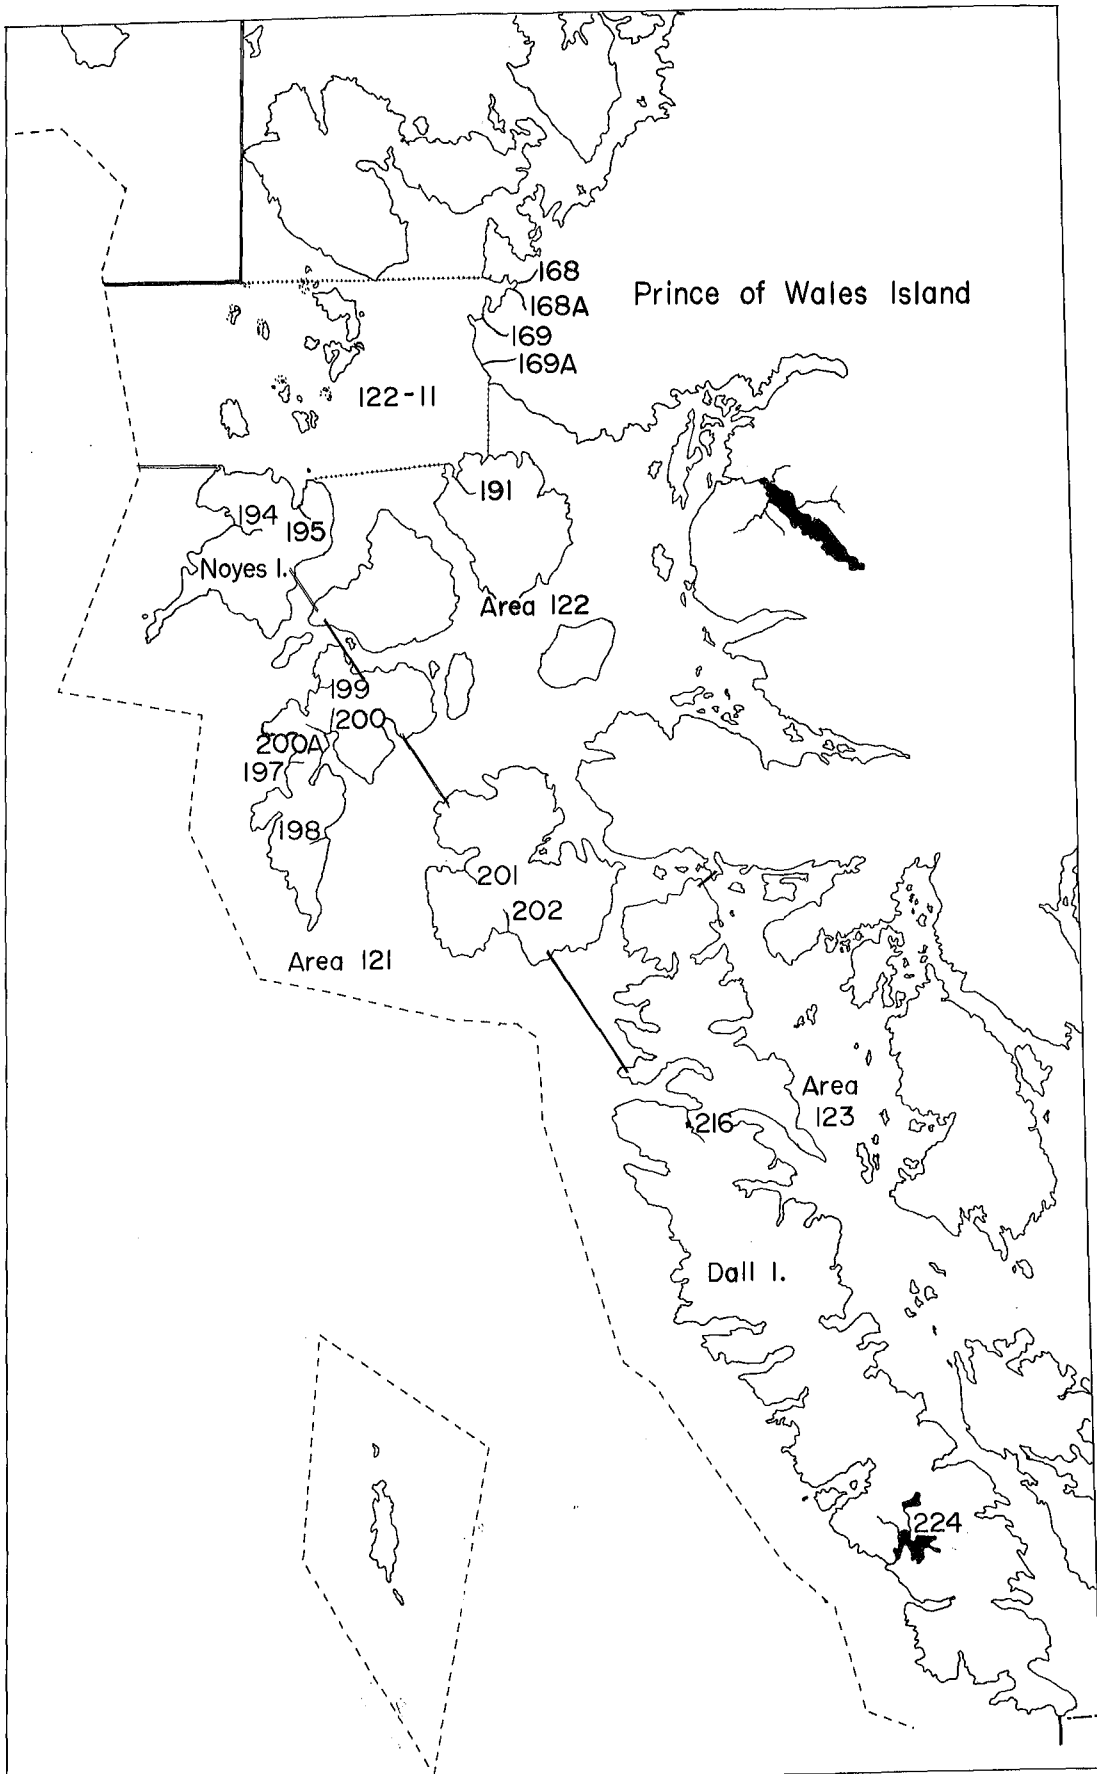 168
168A
Prince of Wales Island
169
169A
122-11
191
194
195
Noyes I.
Area 122
199
200
200A
197
198
201
202
Area 121
Area
123
216
Dall I.
224